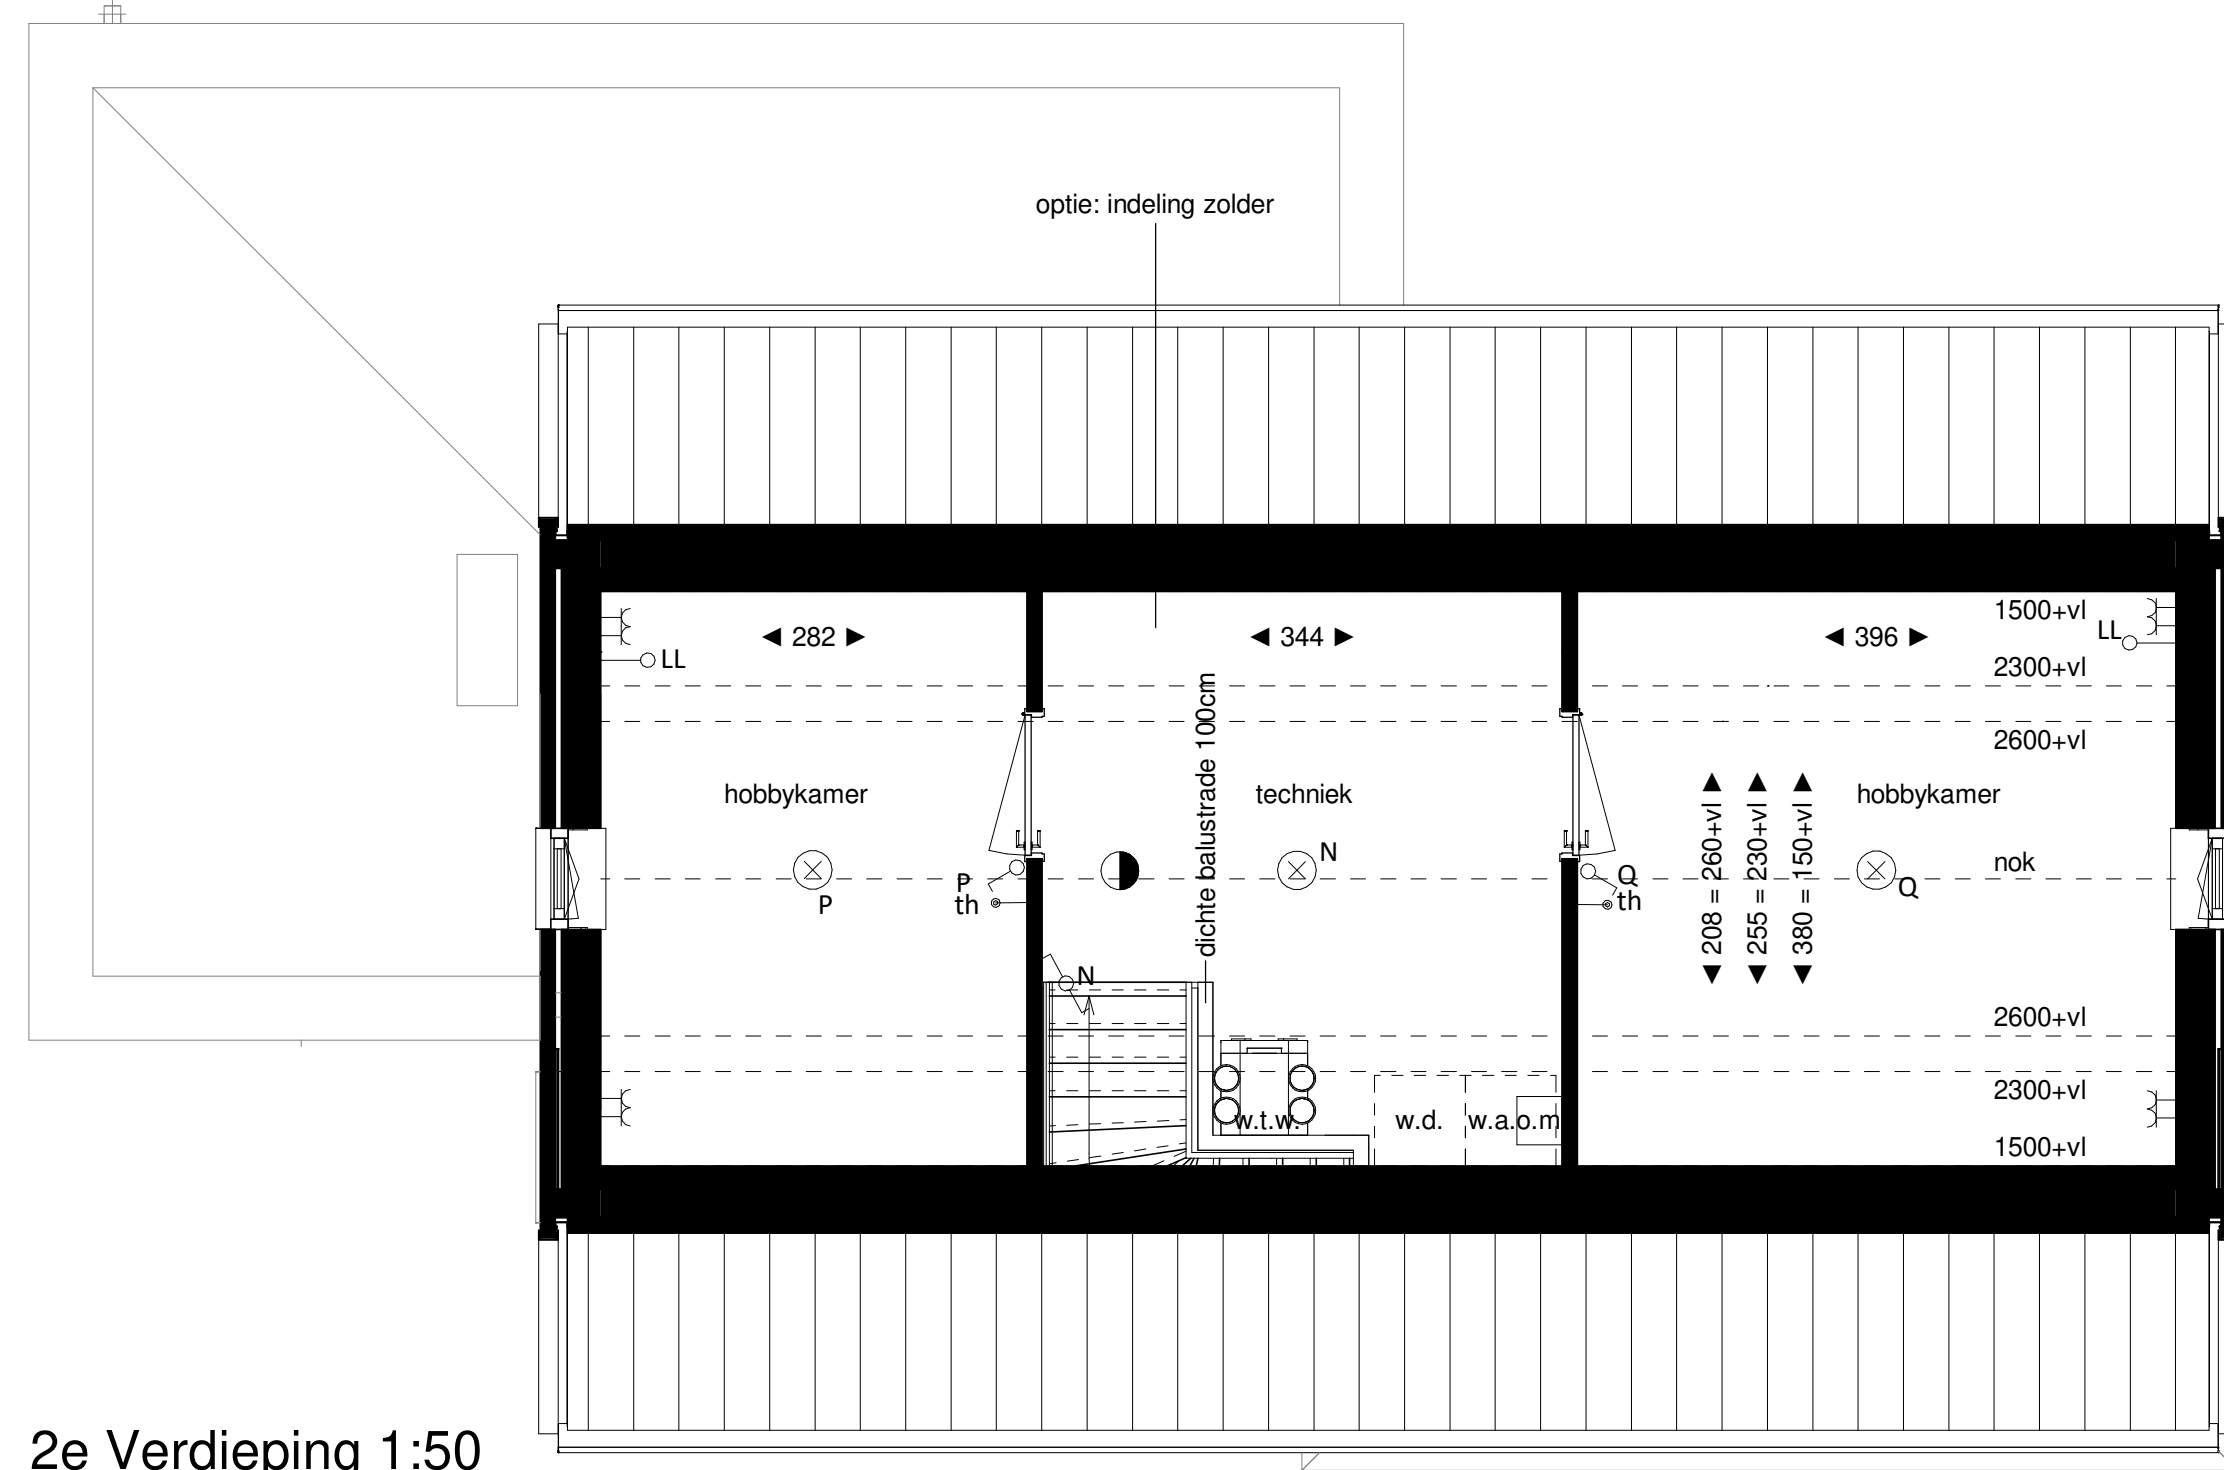 optie: indeling zolder
◄ 282 ►
◄ 344 ►
◄ 396 ►
1500+vl
LL
LL
2300+vl
2600+vl
dichte balustrade 100cm
hobbykamer
techniek
hobbykamer
◄ 208 = 260+vl ►
◄ 255 = 230+vl ►
◄ 380 = 150+vl ►
N
nok
P
th
P
Q
th
Q
N
2600+vl
2300+vl
w.t.w.
w.d.
w.a.o.m
1500+vl
2e Verdieping 1:50